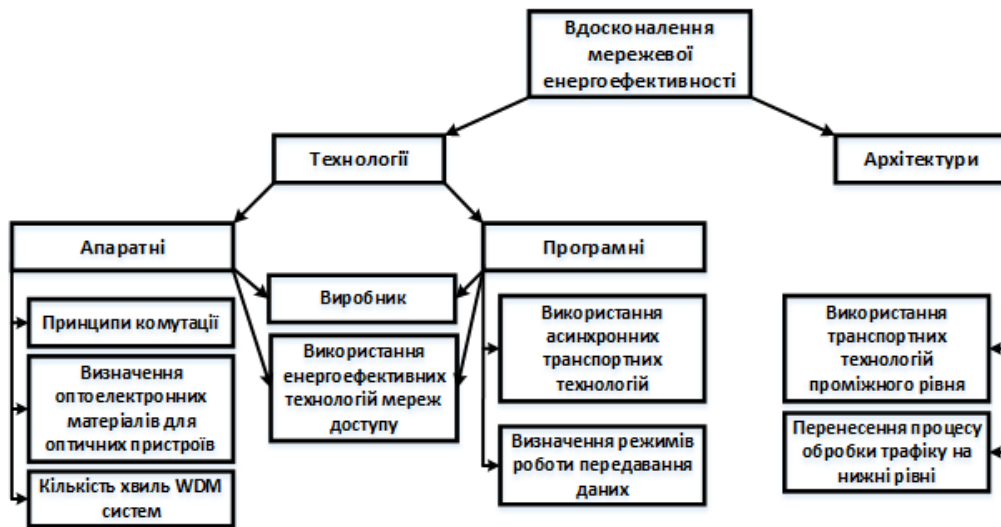 Вдосконалення
мережевої
енергоефективності
Технології
Архітектури
Апаратні
Програмні
Виробник
Принципи комутації
Визначення
оптоелектронних
матеріалів для
оптичних пристроїв
Кількість хвиль WDM
систем
Використання
енергоефективних
технологій мереж
доступу
Використання
асинхронних
транспортних
технологій
Визначення режимів
роботи передавання
даних
Використання
транспортних
технологій
проміжного рівня
Перенесення процесу
обробки трафіку на
нижні рівні